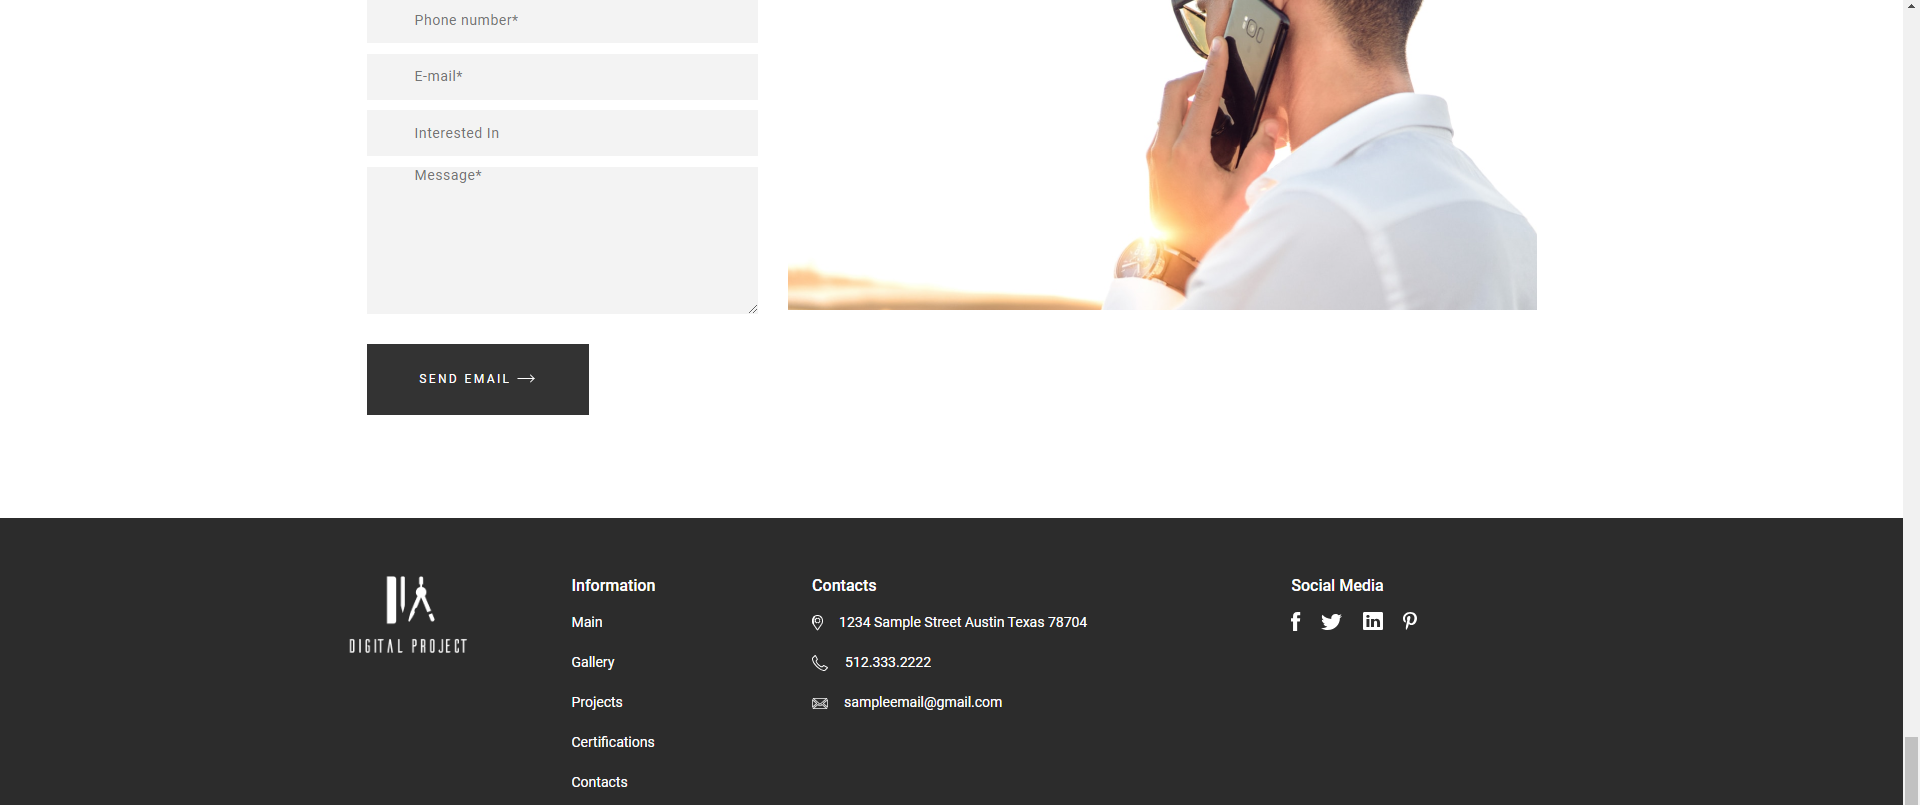 Phone number*
E-mail*
Interested In
Message*
SEND EMAIL
DIGITAL PROJECT
Information
Main
Gallery
Projects
Certifications
Contacts
Contacts
1234 Sample Street Austin Texas 78704
512.333.2222
sampleemail@gmail.com
Social Media